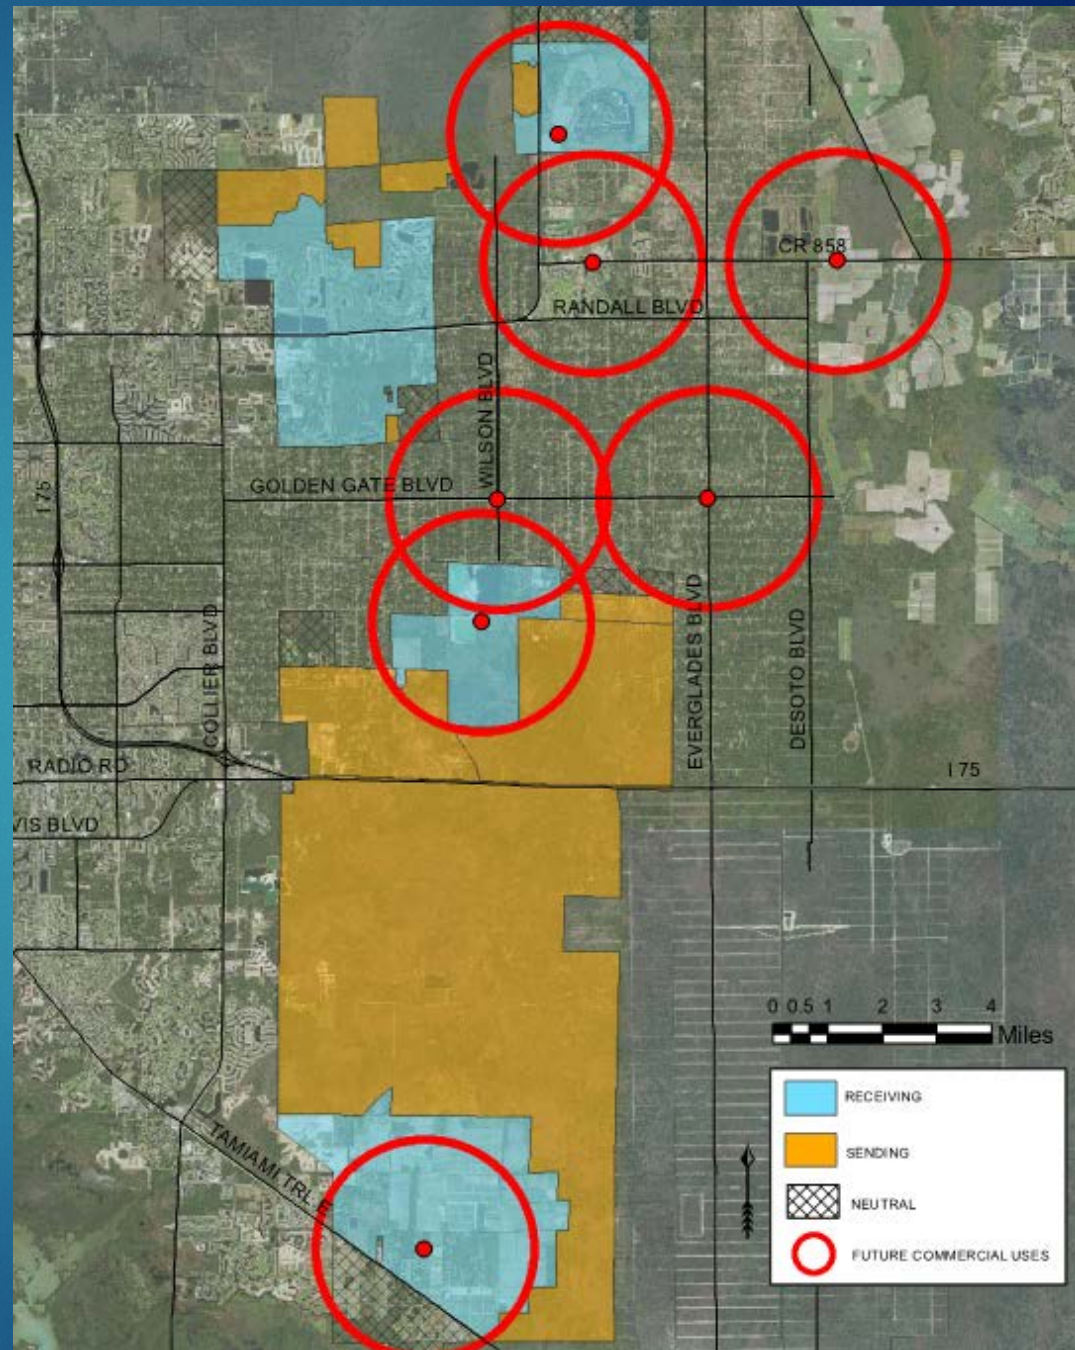 CR 858
RANDALL BLVD
WILSON BLVD
GOLDEN GATE BLVD
I 75
COLLIER BLVD
EVERGLADES BLVD
DESOTO BLVD
RADIO RD
I 75
VIS BLVD
TAMIAMI TRL E
0 0.5 1 2 3 4
Miles
RECEIVING
SENDING
NEUTRAL
FUTURE COMMERCIAL USES